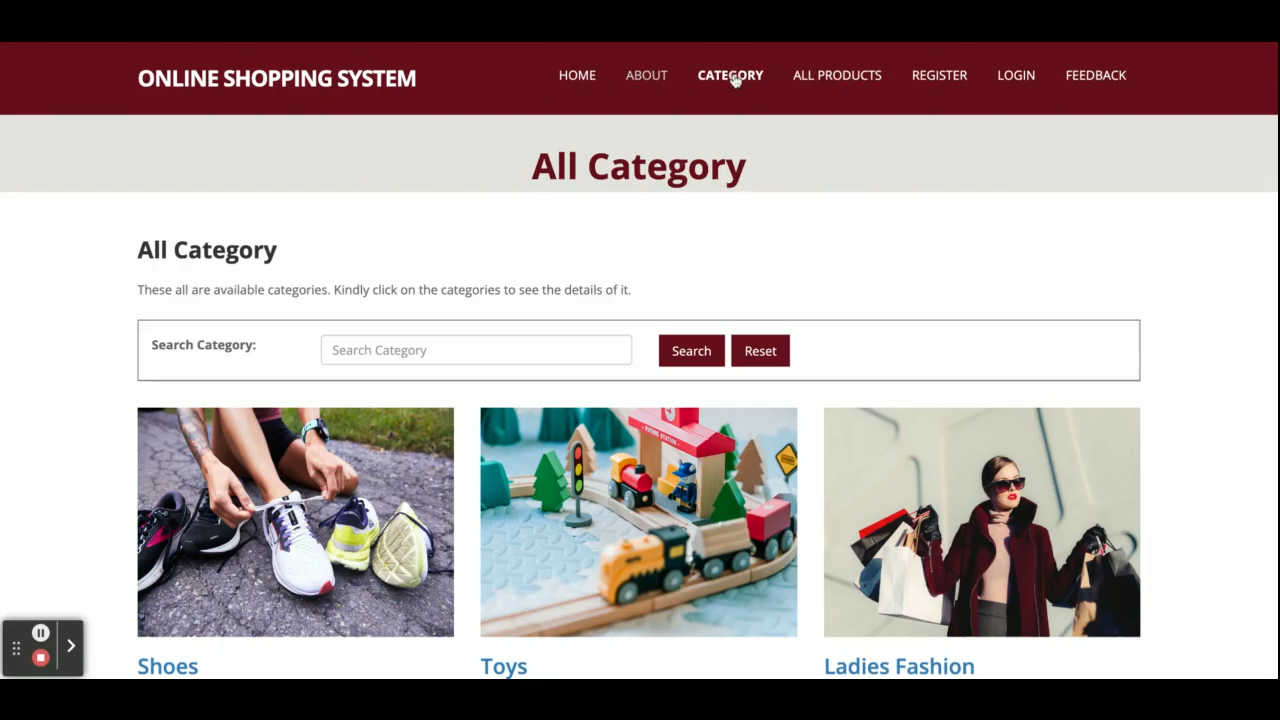 ONLINE SHOPPING SYSTEM
HOME ABOUT CATEGORY ALL PRODUCTS REGISTER LOGIN FEEDBACK
All Category
All Category
These all are available categories. Kindly click on the categories to see the details of it.
Search Category: Search Category Search Reset
Shoes Toys Ladies Fashion